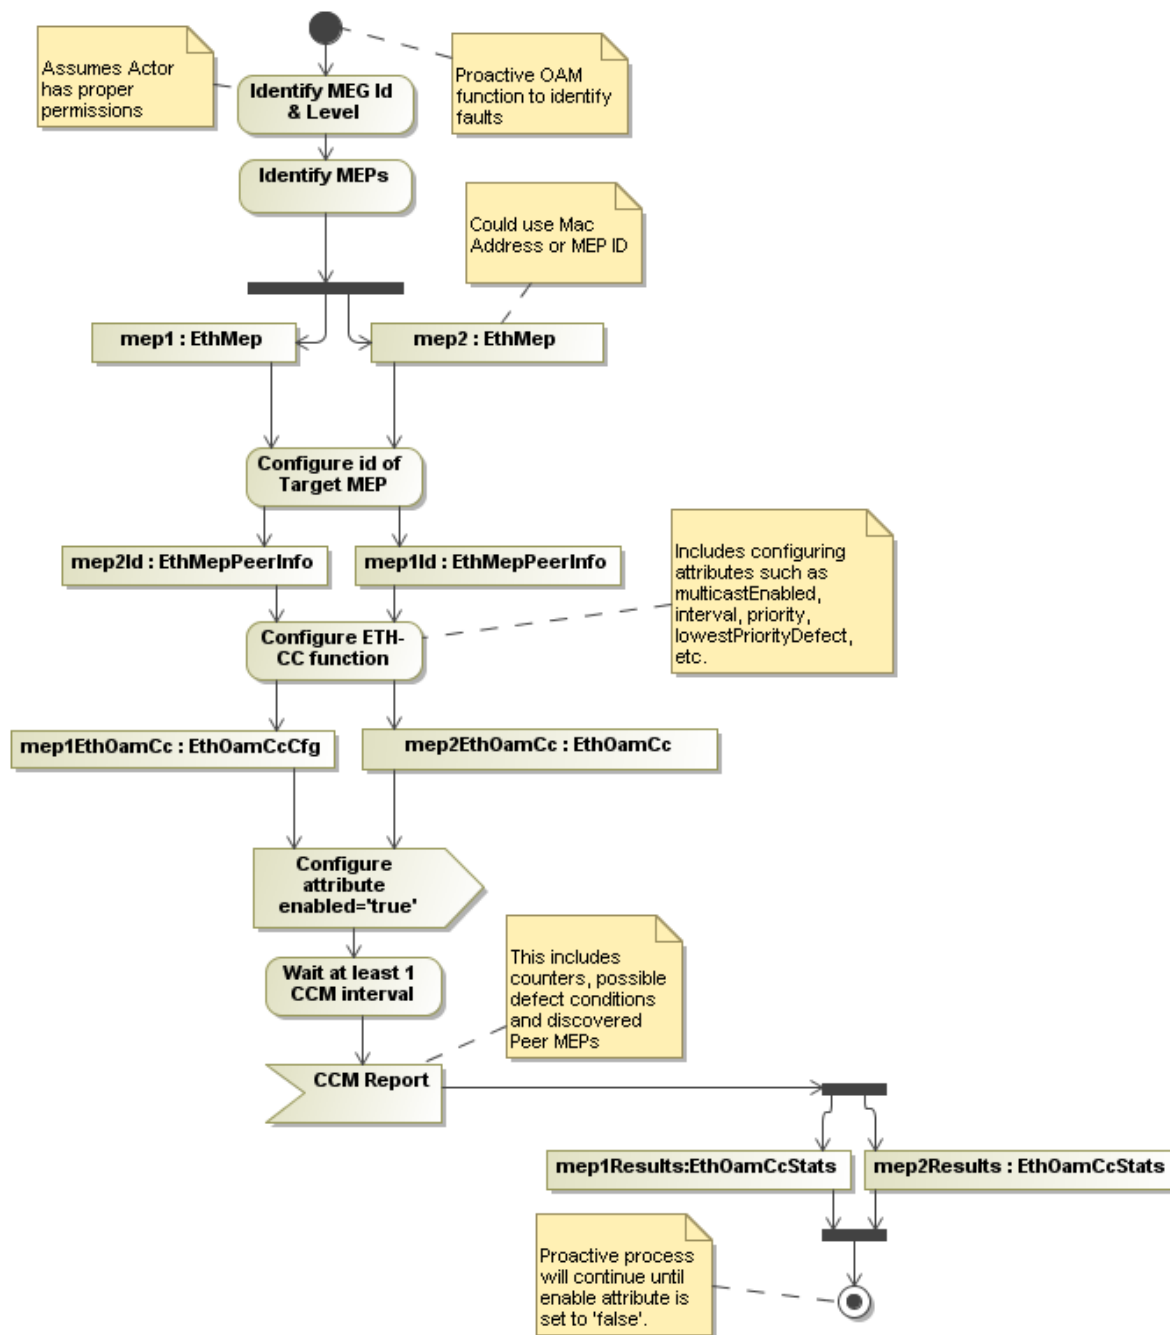 Assumes Actor
has proper
permissions
Identify MEG Id
& Level
Proactive OAM
function to identify
faults
Identify MEPs
Could use Mac
Address or MEP ID
mep1 : EthMep
mep2 : EthMep
Configure id of
Target MEP
mep2Id : EthMepPeerInfo
mep1Id : EthMepPeerInfo
Includes configuring
attributes such as
multicastEnabled,
interval, priority,
lowestPriorityDefect,
etc.
Configure ETH-
CC function
mep1EthOamCc : EthOamCcCfg
mep2EthOamCc : EthOamCc
Configure
attribute
enabled='true'
Wait at least 1
CCM interval
This includes
counters, possible
defect conditions
and discovered
Peer MEPs
CCM Report
mep1Results:EthOamCcStats
mep2Results : EthOamCcStats
Proactive process
will continue until
enable attribute is
set to 'false'.